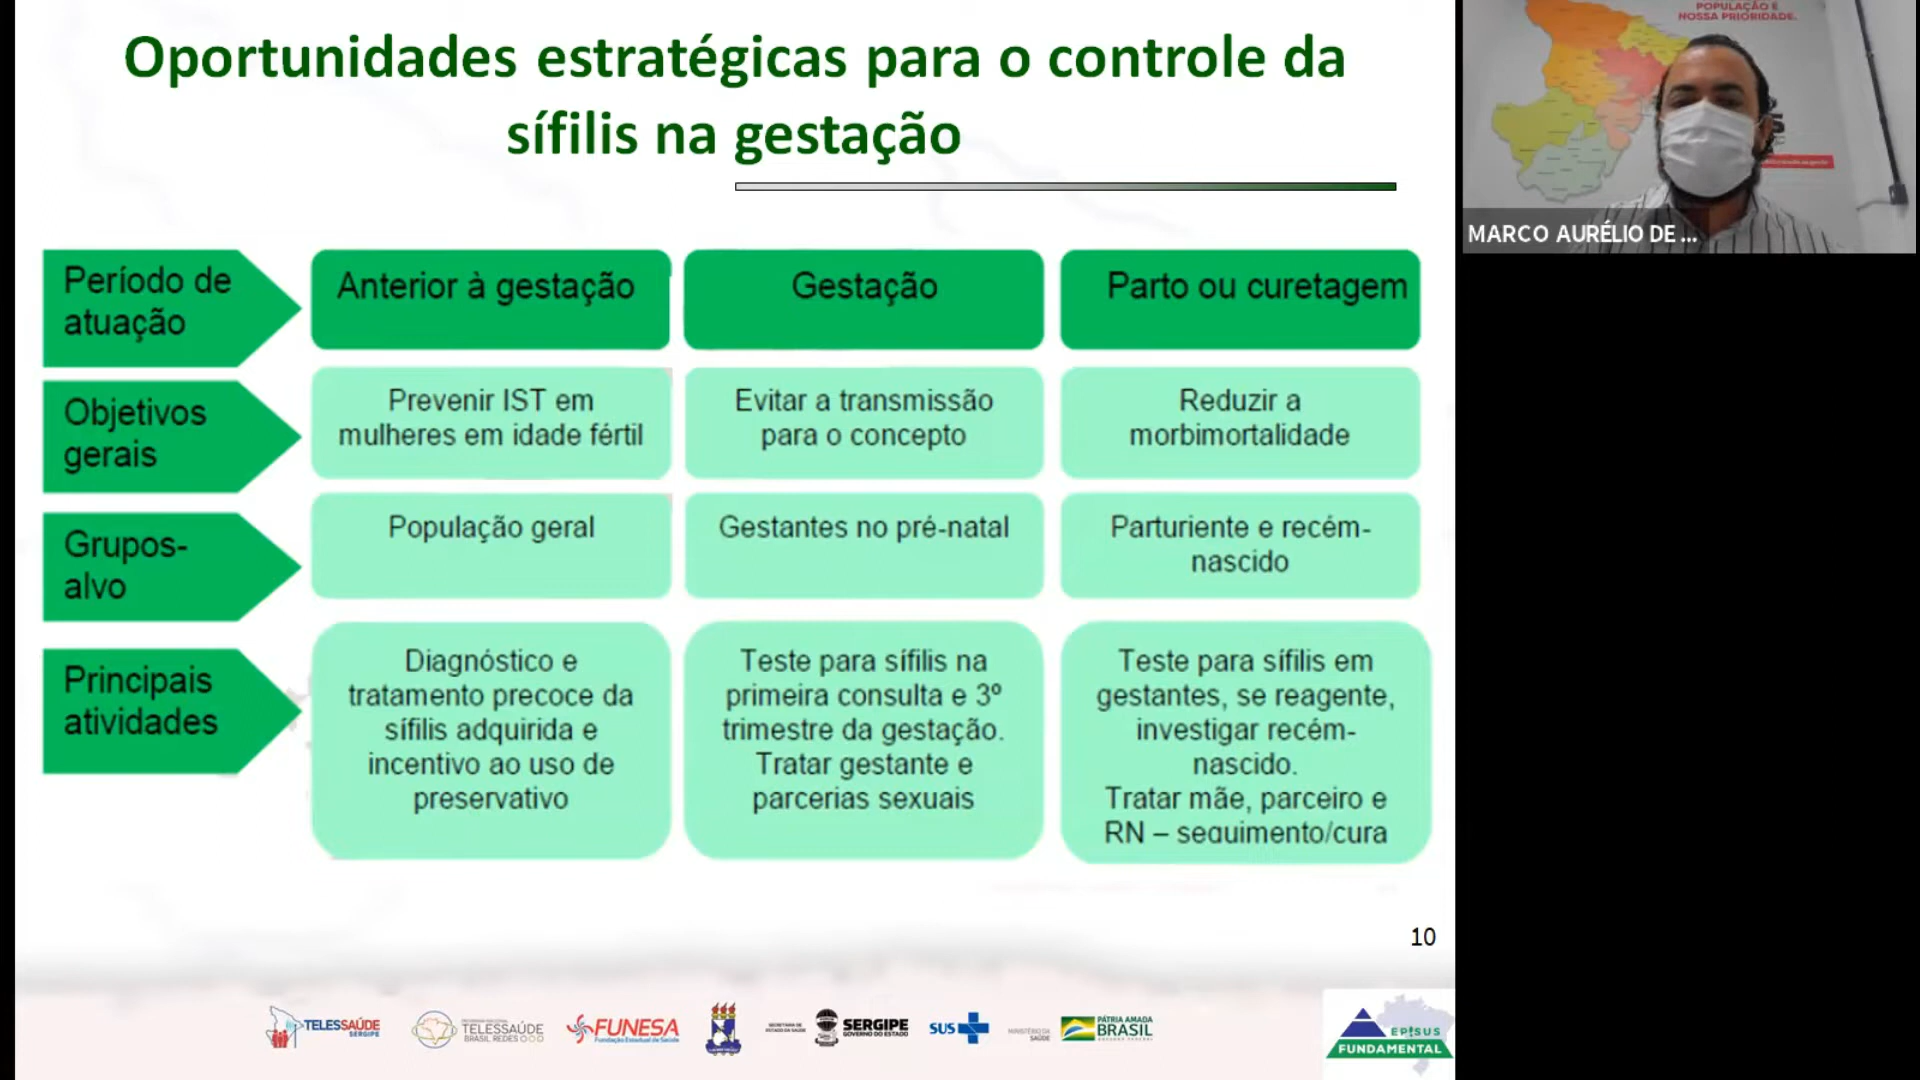 Oportunidades estratégicas para o controle da
sífilis na gestação
POPULAÇÃO É
NOSSA PRIORIDADE.
MARCO AURÉLIO DE ...
Período de
atuação
Anterior à gestação
Gestação
Parto ou curetagem
Objetivos
gerais
Prevenir IST em
mulheres em idade fértil
Evitar a transmissão
para o concepto
Reduzir a
morbimortalidade
Grupos-
alvo
População geral
Gestantes no pré-natal
Parturiente e recém-
nascido
Principais
atividades
Diagnóstico e
tratamento precoce da
sífilis adquirida e
incentivo ao uso de
preservativo
Teste para sífilis na
primeira consulta e 3º
trimestre da gestação.
Tratar gestante e
parcerias sexuais
Teste para sífilis em
gestantes, se reagente,
investigar recém-
nascido.
Tratar mãe, parceiro e
RN – seguimento/cura
10
TELESSAÚDE
SERGIPE
TELESSAÚDE
BRASIL REDES
FUNESA
Fundação Estadual de Saúde
SECRETARIA DE
ESTADO DA SAÚDE
SERGIPE
GOVERNO DO ESTADO
SUS
MINISTÉRIO DA
SAÚDE
PÁTRIA AMADA
BRASIL
GOVERNO FEDERAL
EPISUS
FUNDAMENTAL